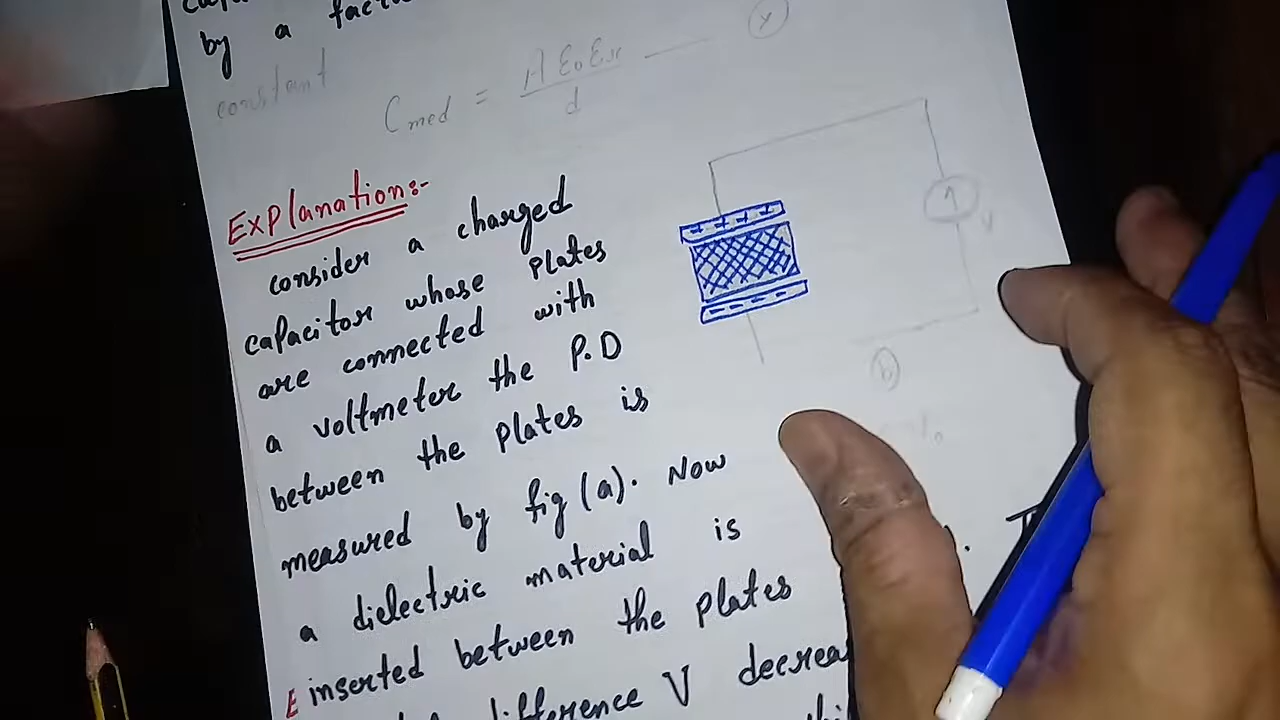 by a
constant
C med = A ε₀ εr / d
Explanation:-
consider a charged
capacitor whose plates
are connected with
a voltmeter the P.D
between the plates is
measured by fig (a). Now
a dielectric material is
inserted between the plates
V decrea
+ + + +
- - - -
V
(b)